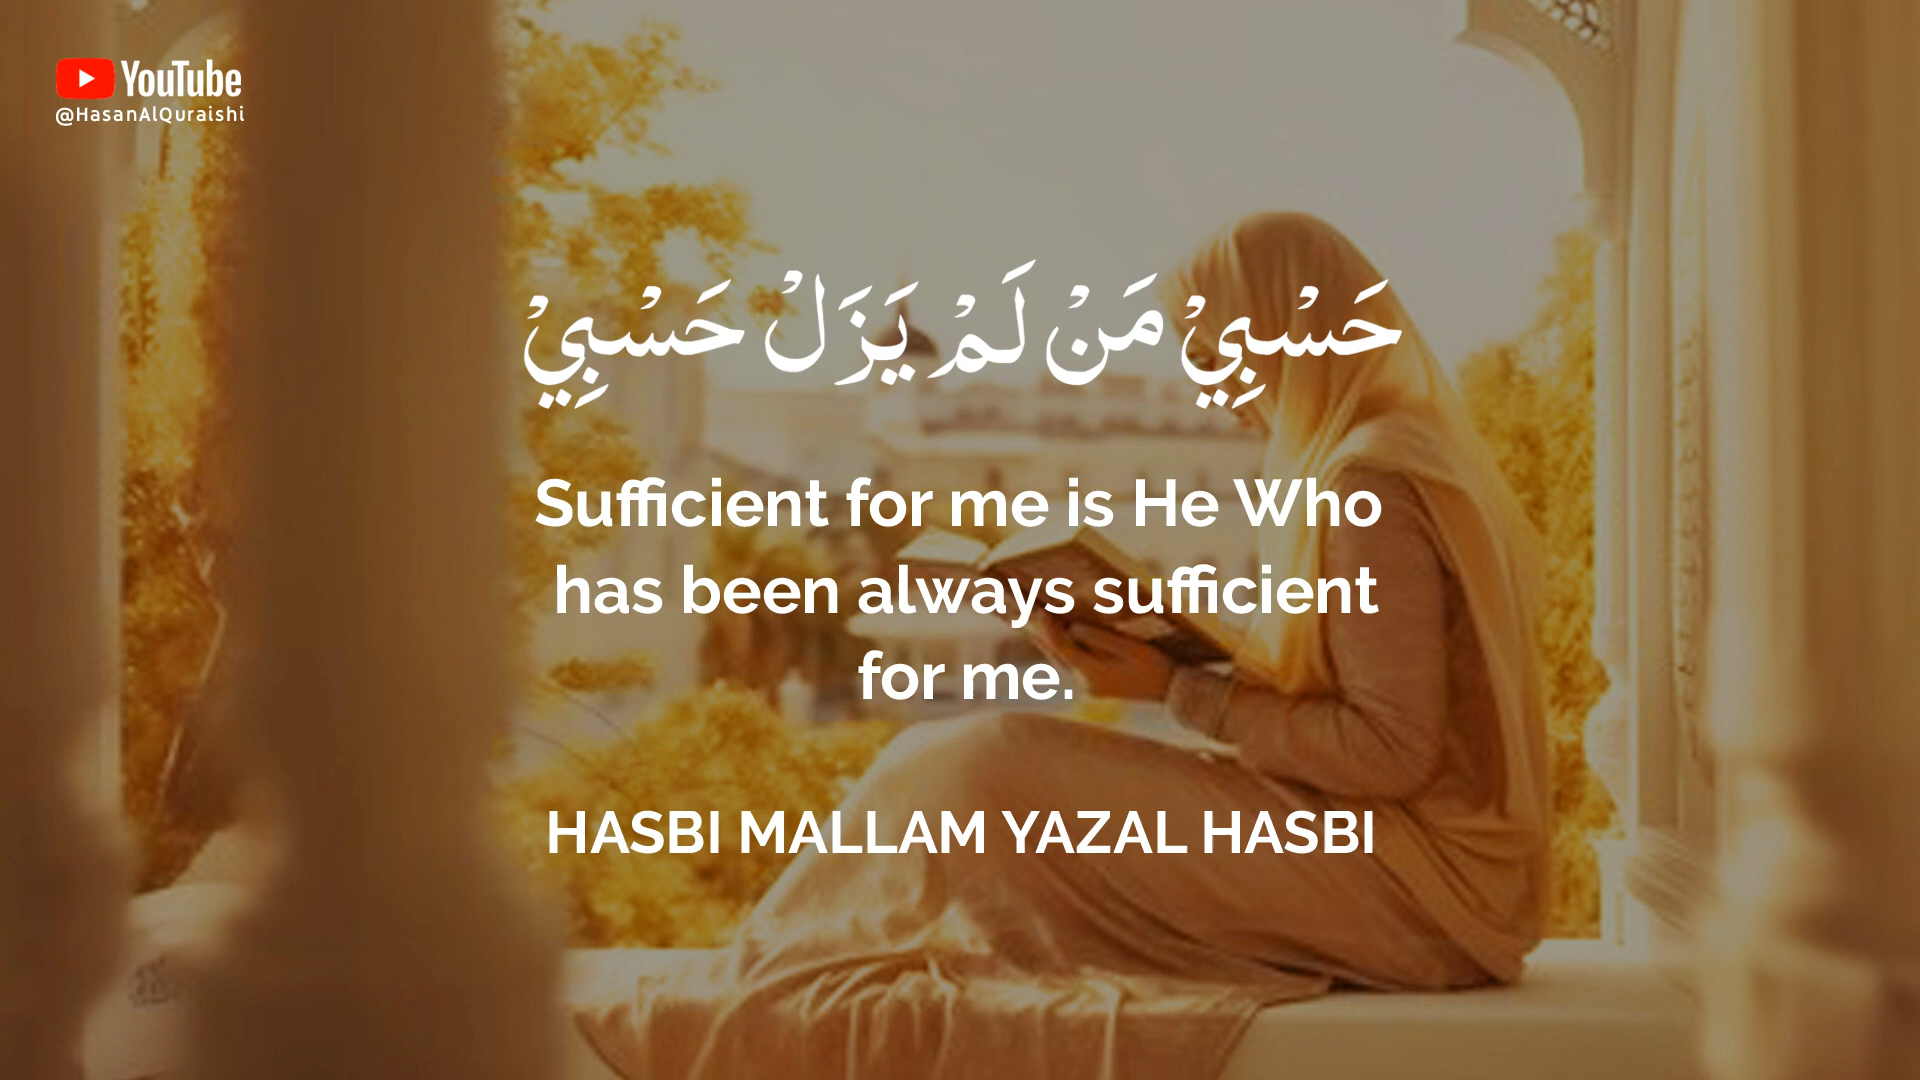 YouTube
@HasanAlQuraishi
حَسْبِيْ مَنْ لَمْ يَزَلْ حَسْبِيْ
Sufficient for me is He Who
has been always sufficient
for me.
HASBI MALLAM YAZAL HASBI